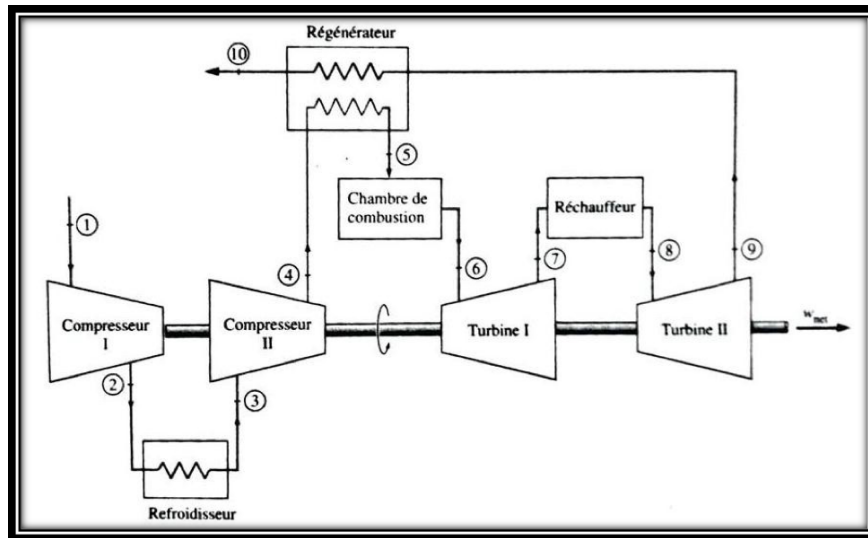 Régénérateur
10
5
Chambre de
combustion
Réchauffeur
1
4
6
7
8
9
Compresseur
I
Compresseur
II
Turbine I
Turbine II
w_net
2
3
Refroidisseur